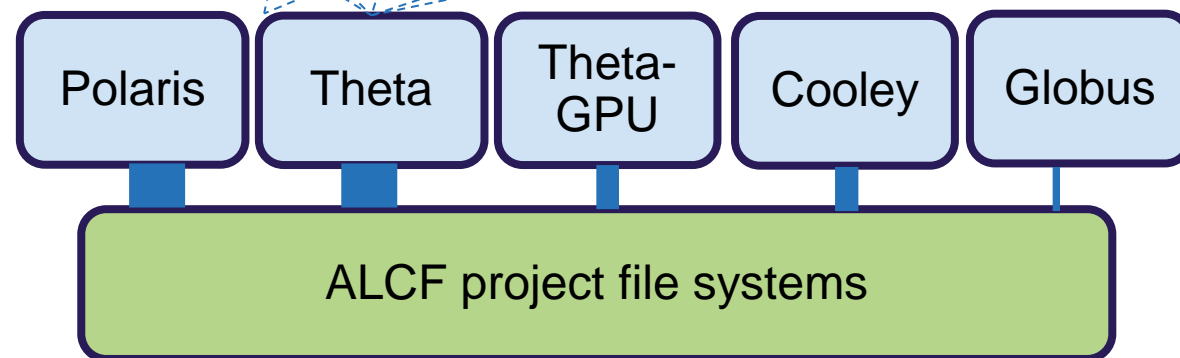 Polaris
Theta
Theta-
GPU
Cooley
Globus
ALCF project file systems